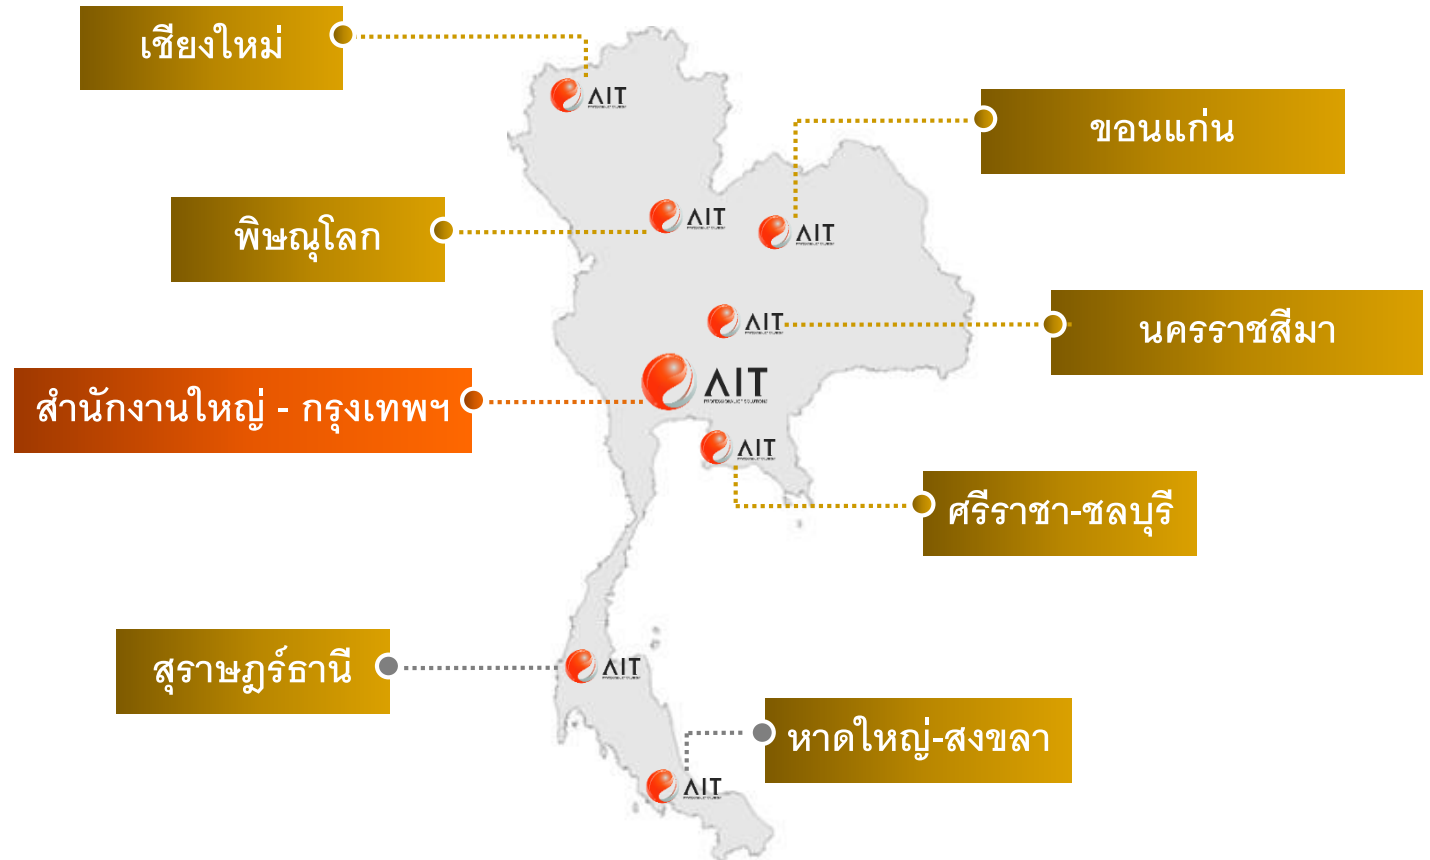 เชียงใหม่
AIT
ขอนแก่น
พิษณุโลก
AIT
AIT
นครราชสีมา
AIT
สำนักงานใหญ่ - กรุงเทพฯ
AIT
ศรีราชา-ชลบุรี
AIT
สุราษฎร์ธานี
AIT
หาดใหญ่-สงขลา
AIT